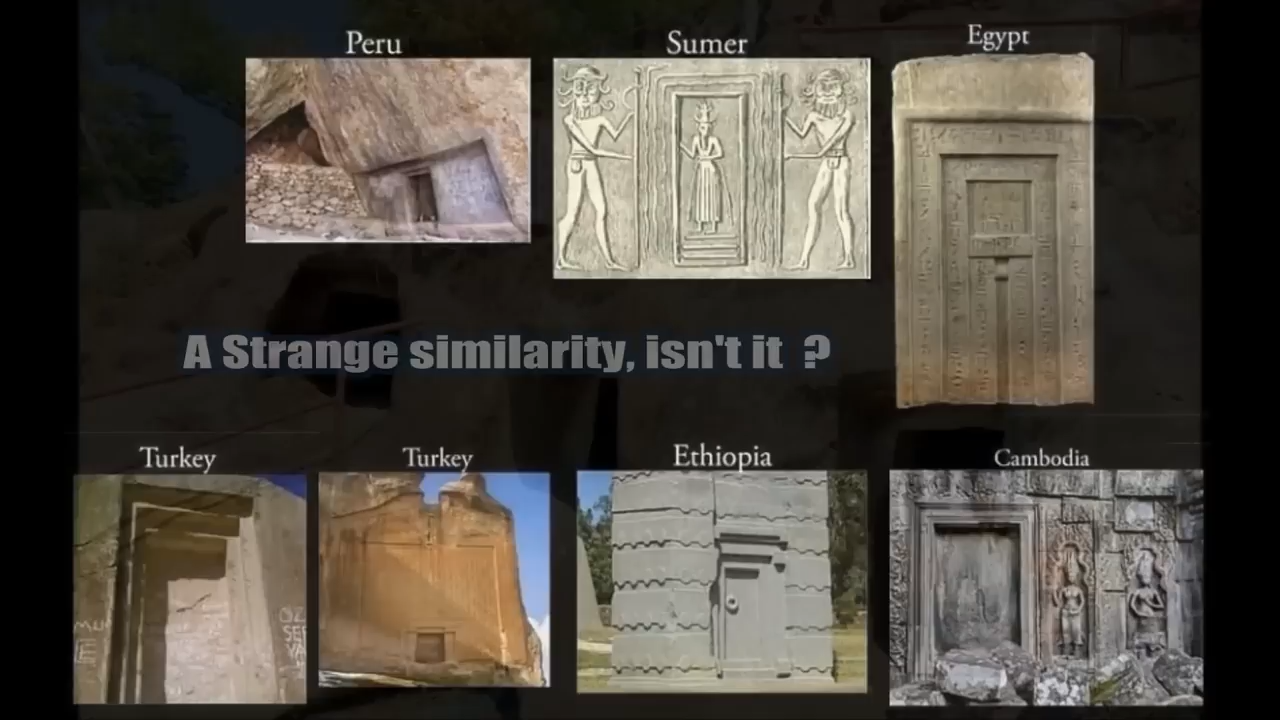 Peru
Sumer
Egypt
A Strange similarity, isn't it ?
Turkey
Turkey
Ethiopia
Cambodia